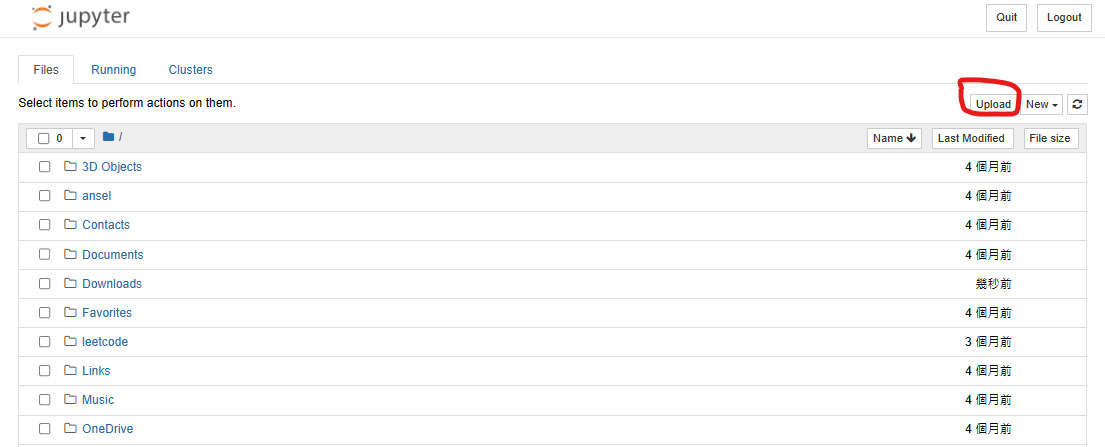 jupyter Quit Logout
Files Running Clusters
Select items to perform actions on them. Upload New
0 / Name Last Modified File size
3D Objects 4 個月前
ansel 4 個月前
Contacts 4 個月前
Documents 4 個月前
Downloads 幾秒前
Favorites 4 個月前
leetcode 3 個月前
Links 4 個月前
Music 4 個月前
OneDrive 4 個月前